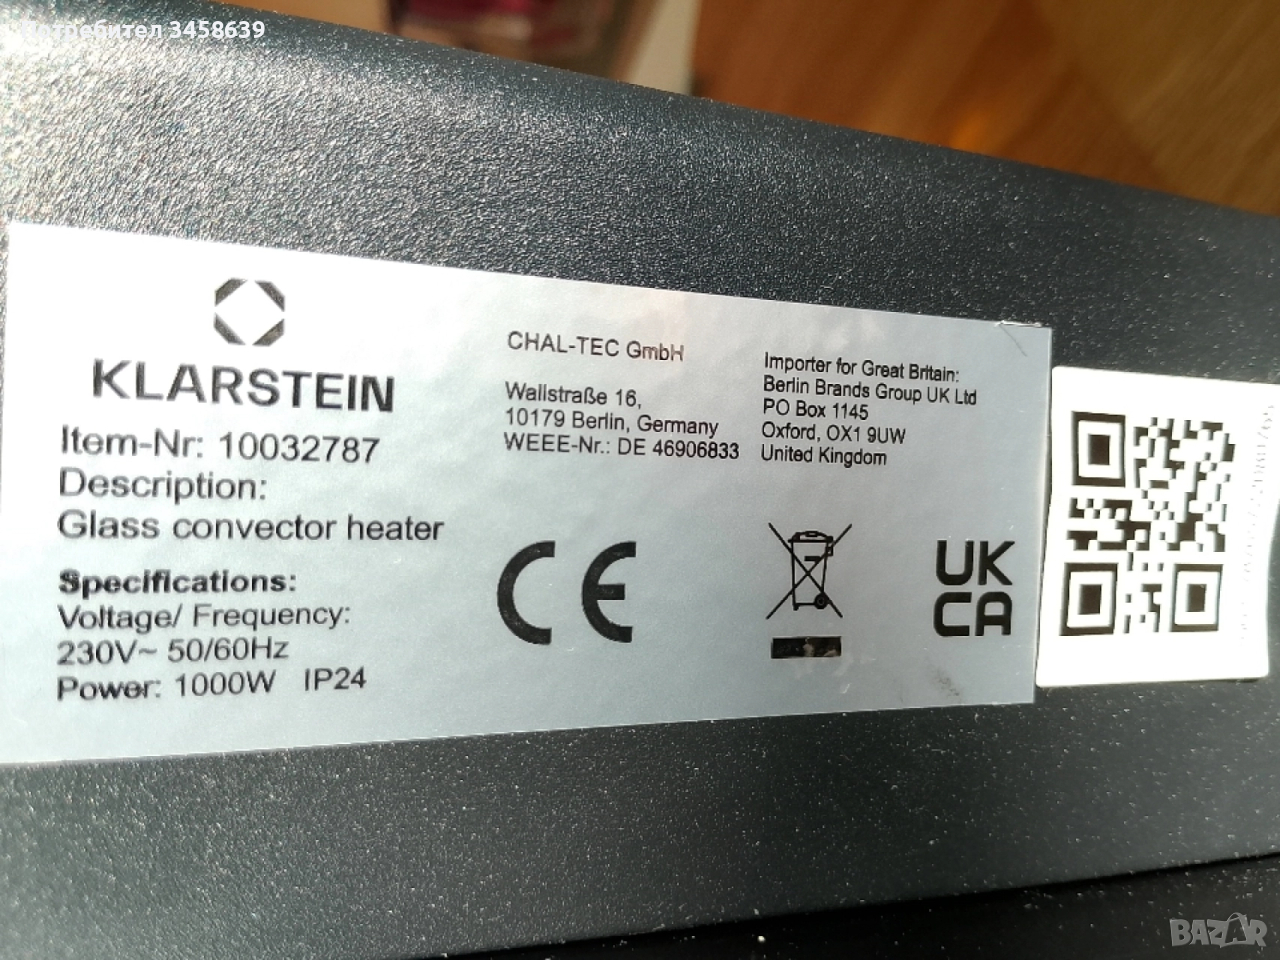 Потребител 3458639
KLARSTEIN
Item-Nr: 10032787
Description:
Glass convector heater
Specifications:
Voltage/ Frequency:
230V~ 50/60Hz
Power: 1000W IP24
CHAL-TEC GmbH
Wallstraße 16,
10179 Berlin, Germany
WEEE-Nr.: DE 46906833
Importer for Great Britain:
Berlin Brands Group UK Ltd
PO Box 1145
Oxford, OX1 9UW
United Kingdom
CE
UK
CA
BAZAR